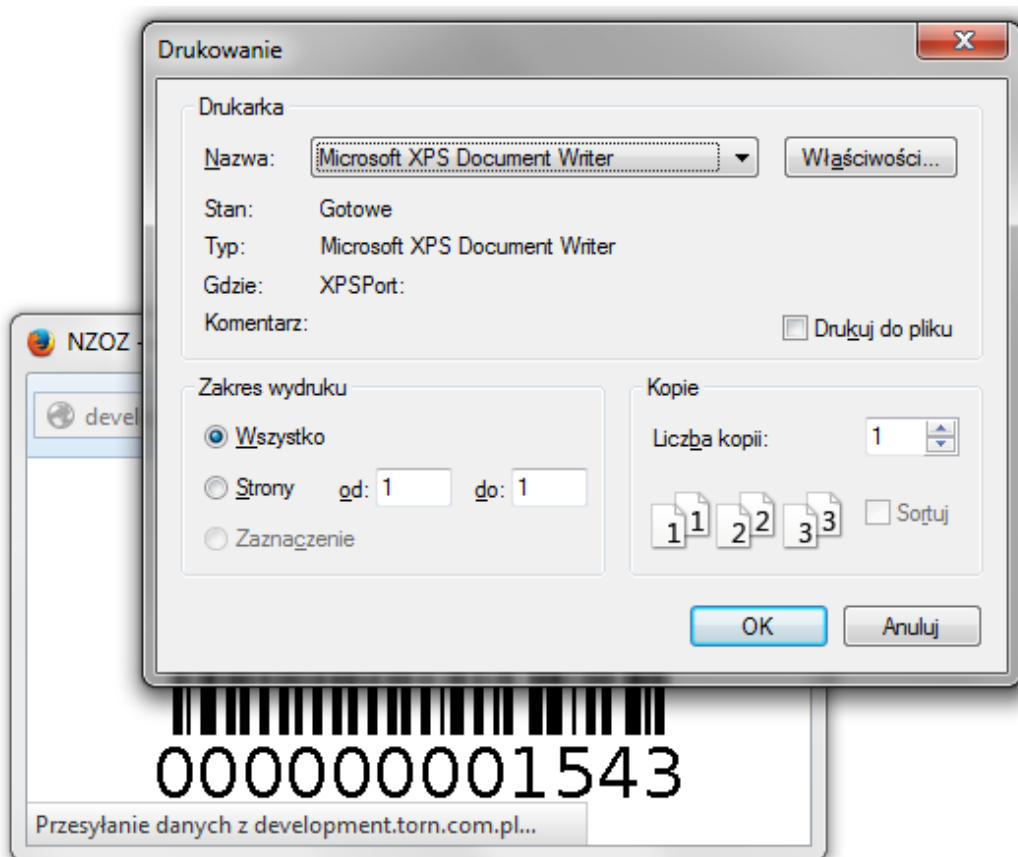 Drukowanie
Drukarka
Nazwa: Microsoft XPS Document Writer Właściwości...
Stan: Gotowe
Typ: Microsoft XPS Document Writer
Gdzie: XPSPort:
Komentarz: Drukuj do pliku
Zakres wydruku
Wszystko
Strony od: 1 do: 1
Zaznaczenie
Kopie
Liczba kopii: 1
1 1 2 2 3 3 Sortuj
OK Anuluj
NZOZ -
devel
000000001543
Przesyłanie danych z development.torn.com.pl...